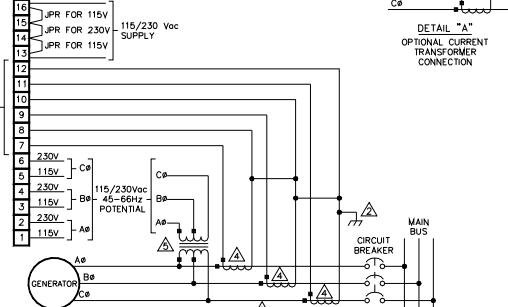 CØ
DETAIL "A"
OPTIONAL CURRENT
TRANSFORMER
CONNECTION
16
15
14
13
JPR FOR 115V
JPR FOR 230V
JPR FOR 115V
115/230 Vac
SUPPLY
12
11
10
9
8
7
6
5
4
3
2
1
230V
115V
230V
115V
230V
115V
CØ
BØ
AØ
115/230Vac
45-66Hz
POTENTIAL
CØ
BØ
AØ
5
2
MAIN
BUS
CIRCUIT
BREAKER
GENERATOR
AØ
BØ
CØ
4
4
4